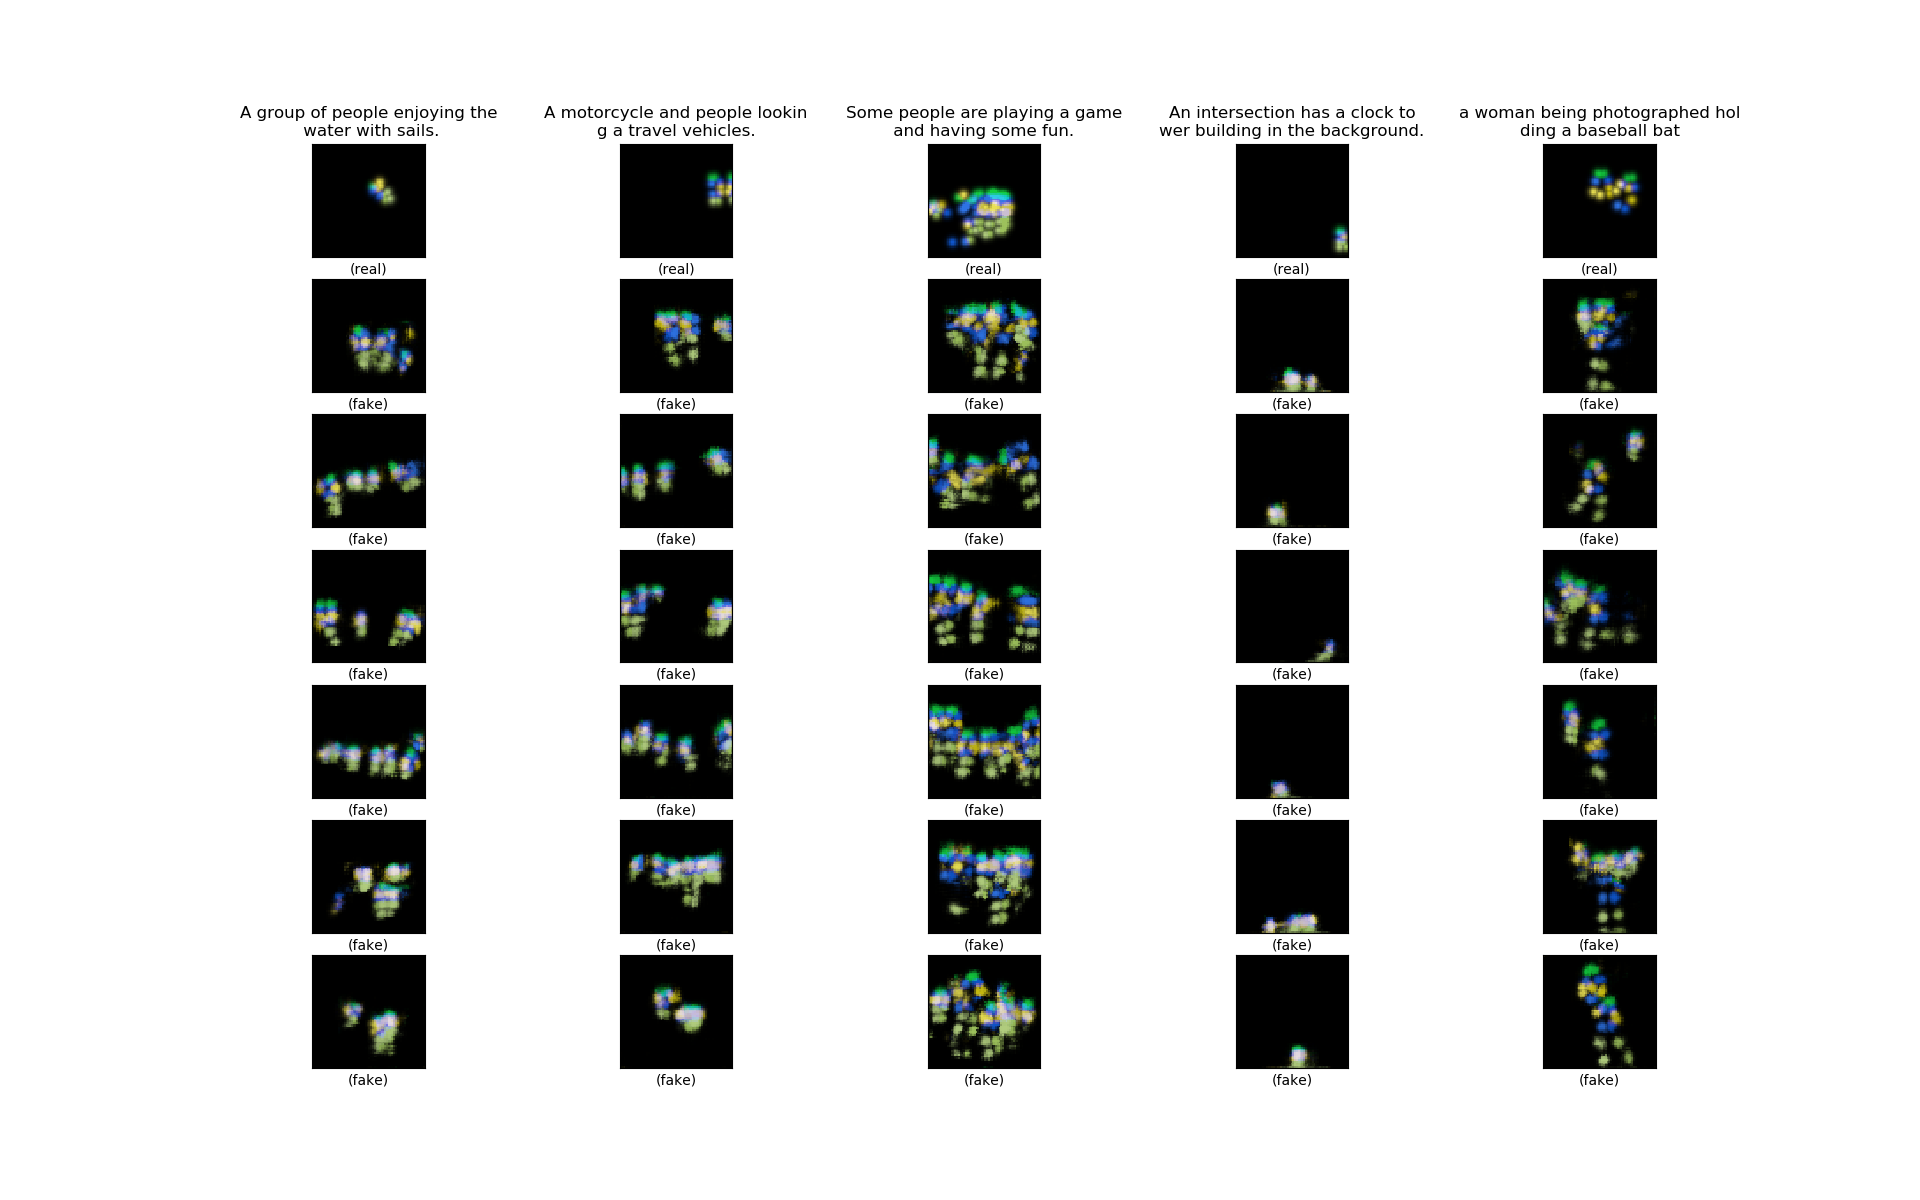 A group of people enjoying the
water with sails.
A motorcycle and people lookin
g a travel vehicles.
Some people are playing a game
and having some fun.
An intersection has a clock to
wer building in the background.
a woman being photographed hol
ding a baseball bat
(real) (real) (real) (real) (real)
(fake) (fake) (fake) (fake) (fake)
(fake) (fake) (fake) (fake) (fake)
(fake) (fake) (fake) (fake) (fake)
(fake) (fake) (fake) (fake) (fake)
(fake) (fake) (fake) (fake) (fake)
(fake) (fake) (fake) (fake) (fake)